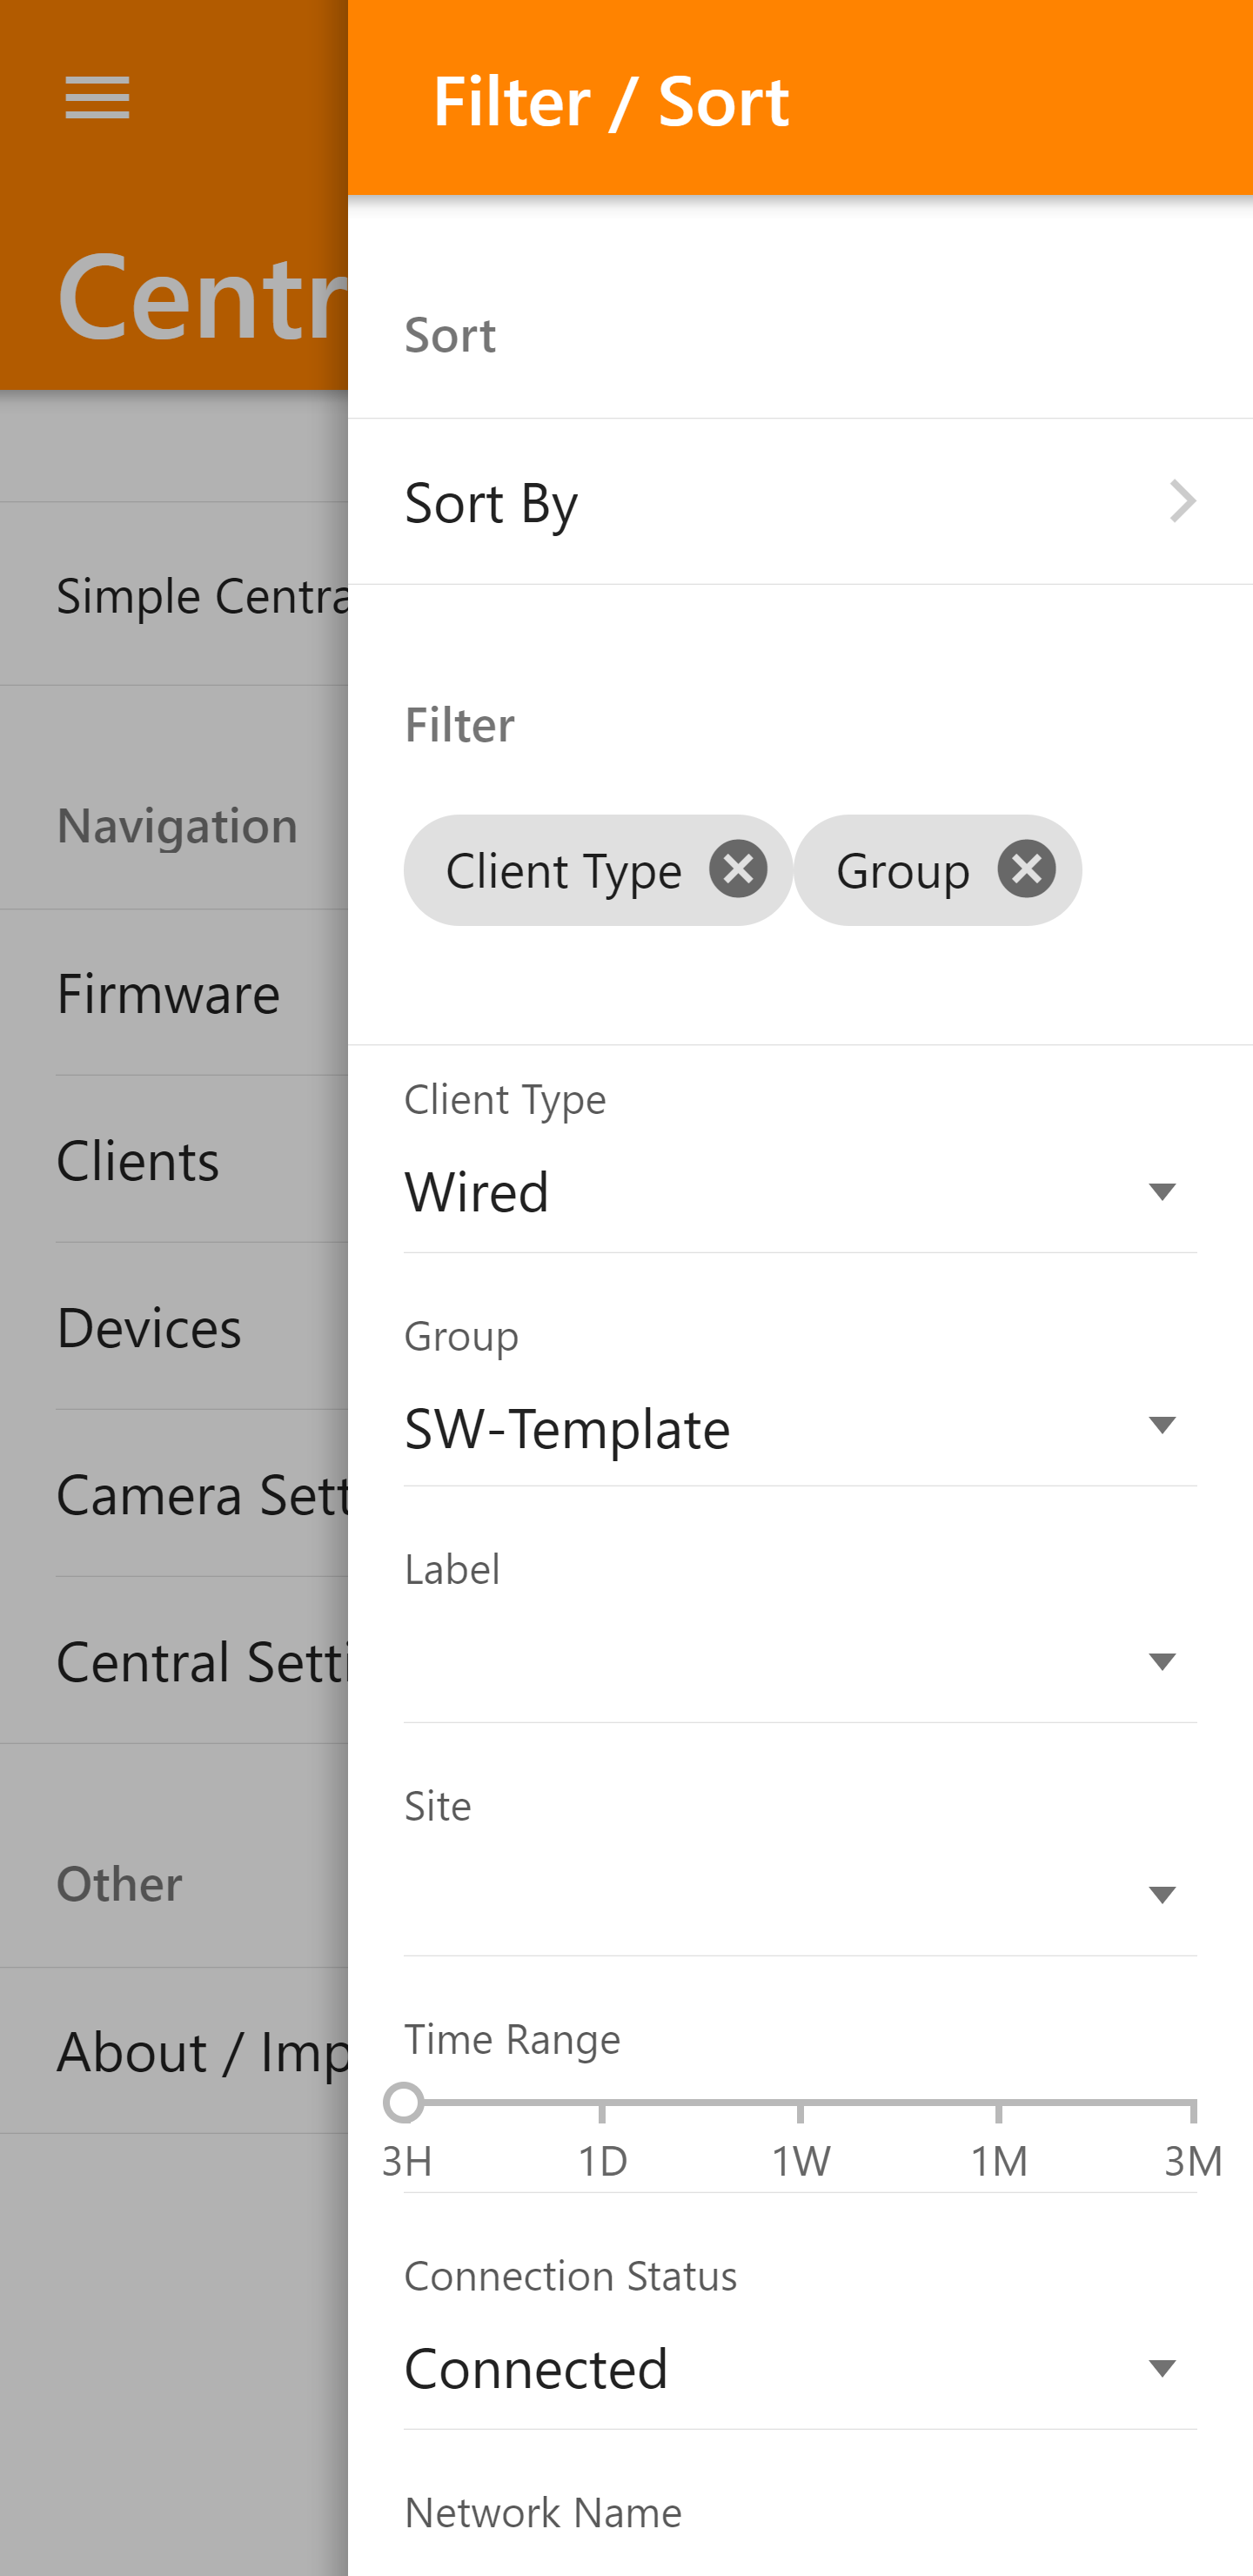 Centr
Simple Centra
Navigation
Firmware
Clients
Devices
Camera Sett
Central Setti
Other
About / Imp
Filter / Sort
Sort
Sort By
Filter
Client Type
Group
Client Type
Wired
Group
SW-Template
Label
Site
Time Range
3H 1D 1W 1M 3M
Connection Status
Connected
Network Name